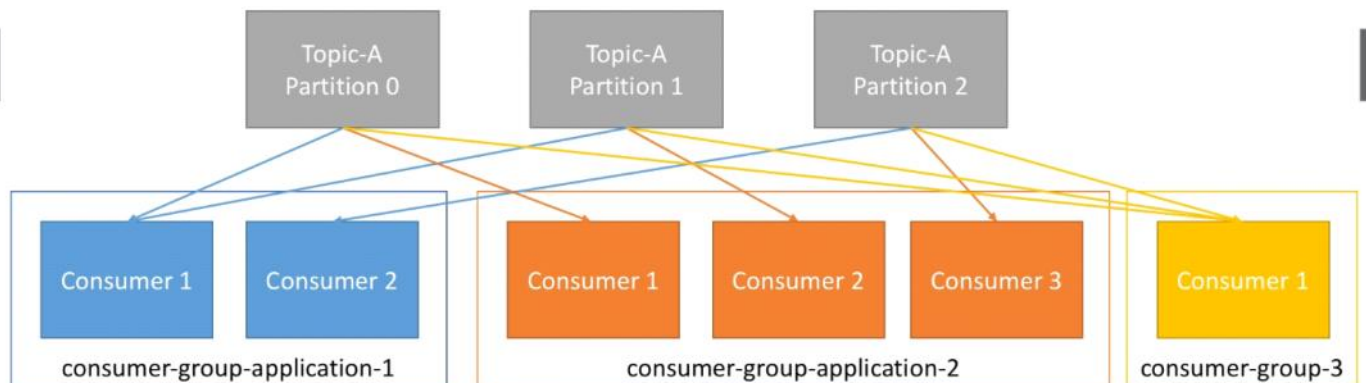 Topic-A
Partition 0
Topic-A
Partition 1
Topic-A
Partition 2
Consumer 1
Consumer 2
Consumer 1
Consumer 2
Consumer 3
Consumer 1
consumer-group-application-1
consumer-group-application-2
consumer-group-3